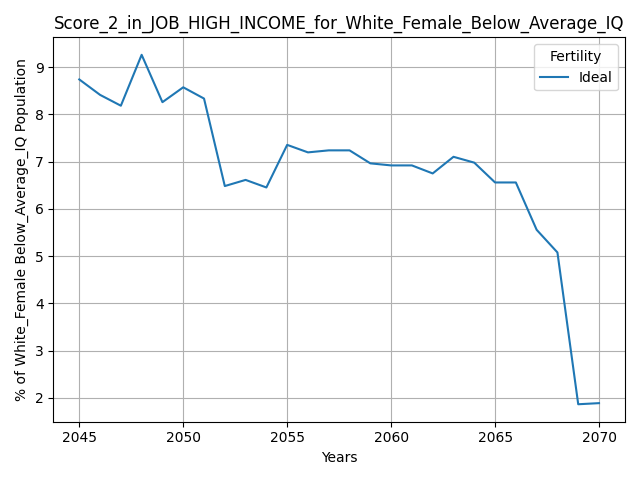 Score_2_in_JOB_HIGH_INCOME_for_White_Female_Below_Average_IQ
Fertility
Ideal
% of White_Female Below_Average_IQ Population
9
8
7
6
5
4
3
2
2045 2050 2055 2060 2065 2070
Years